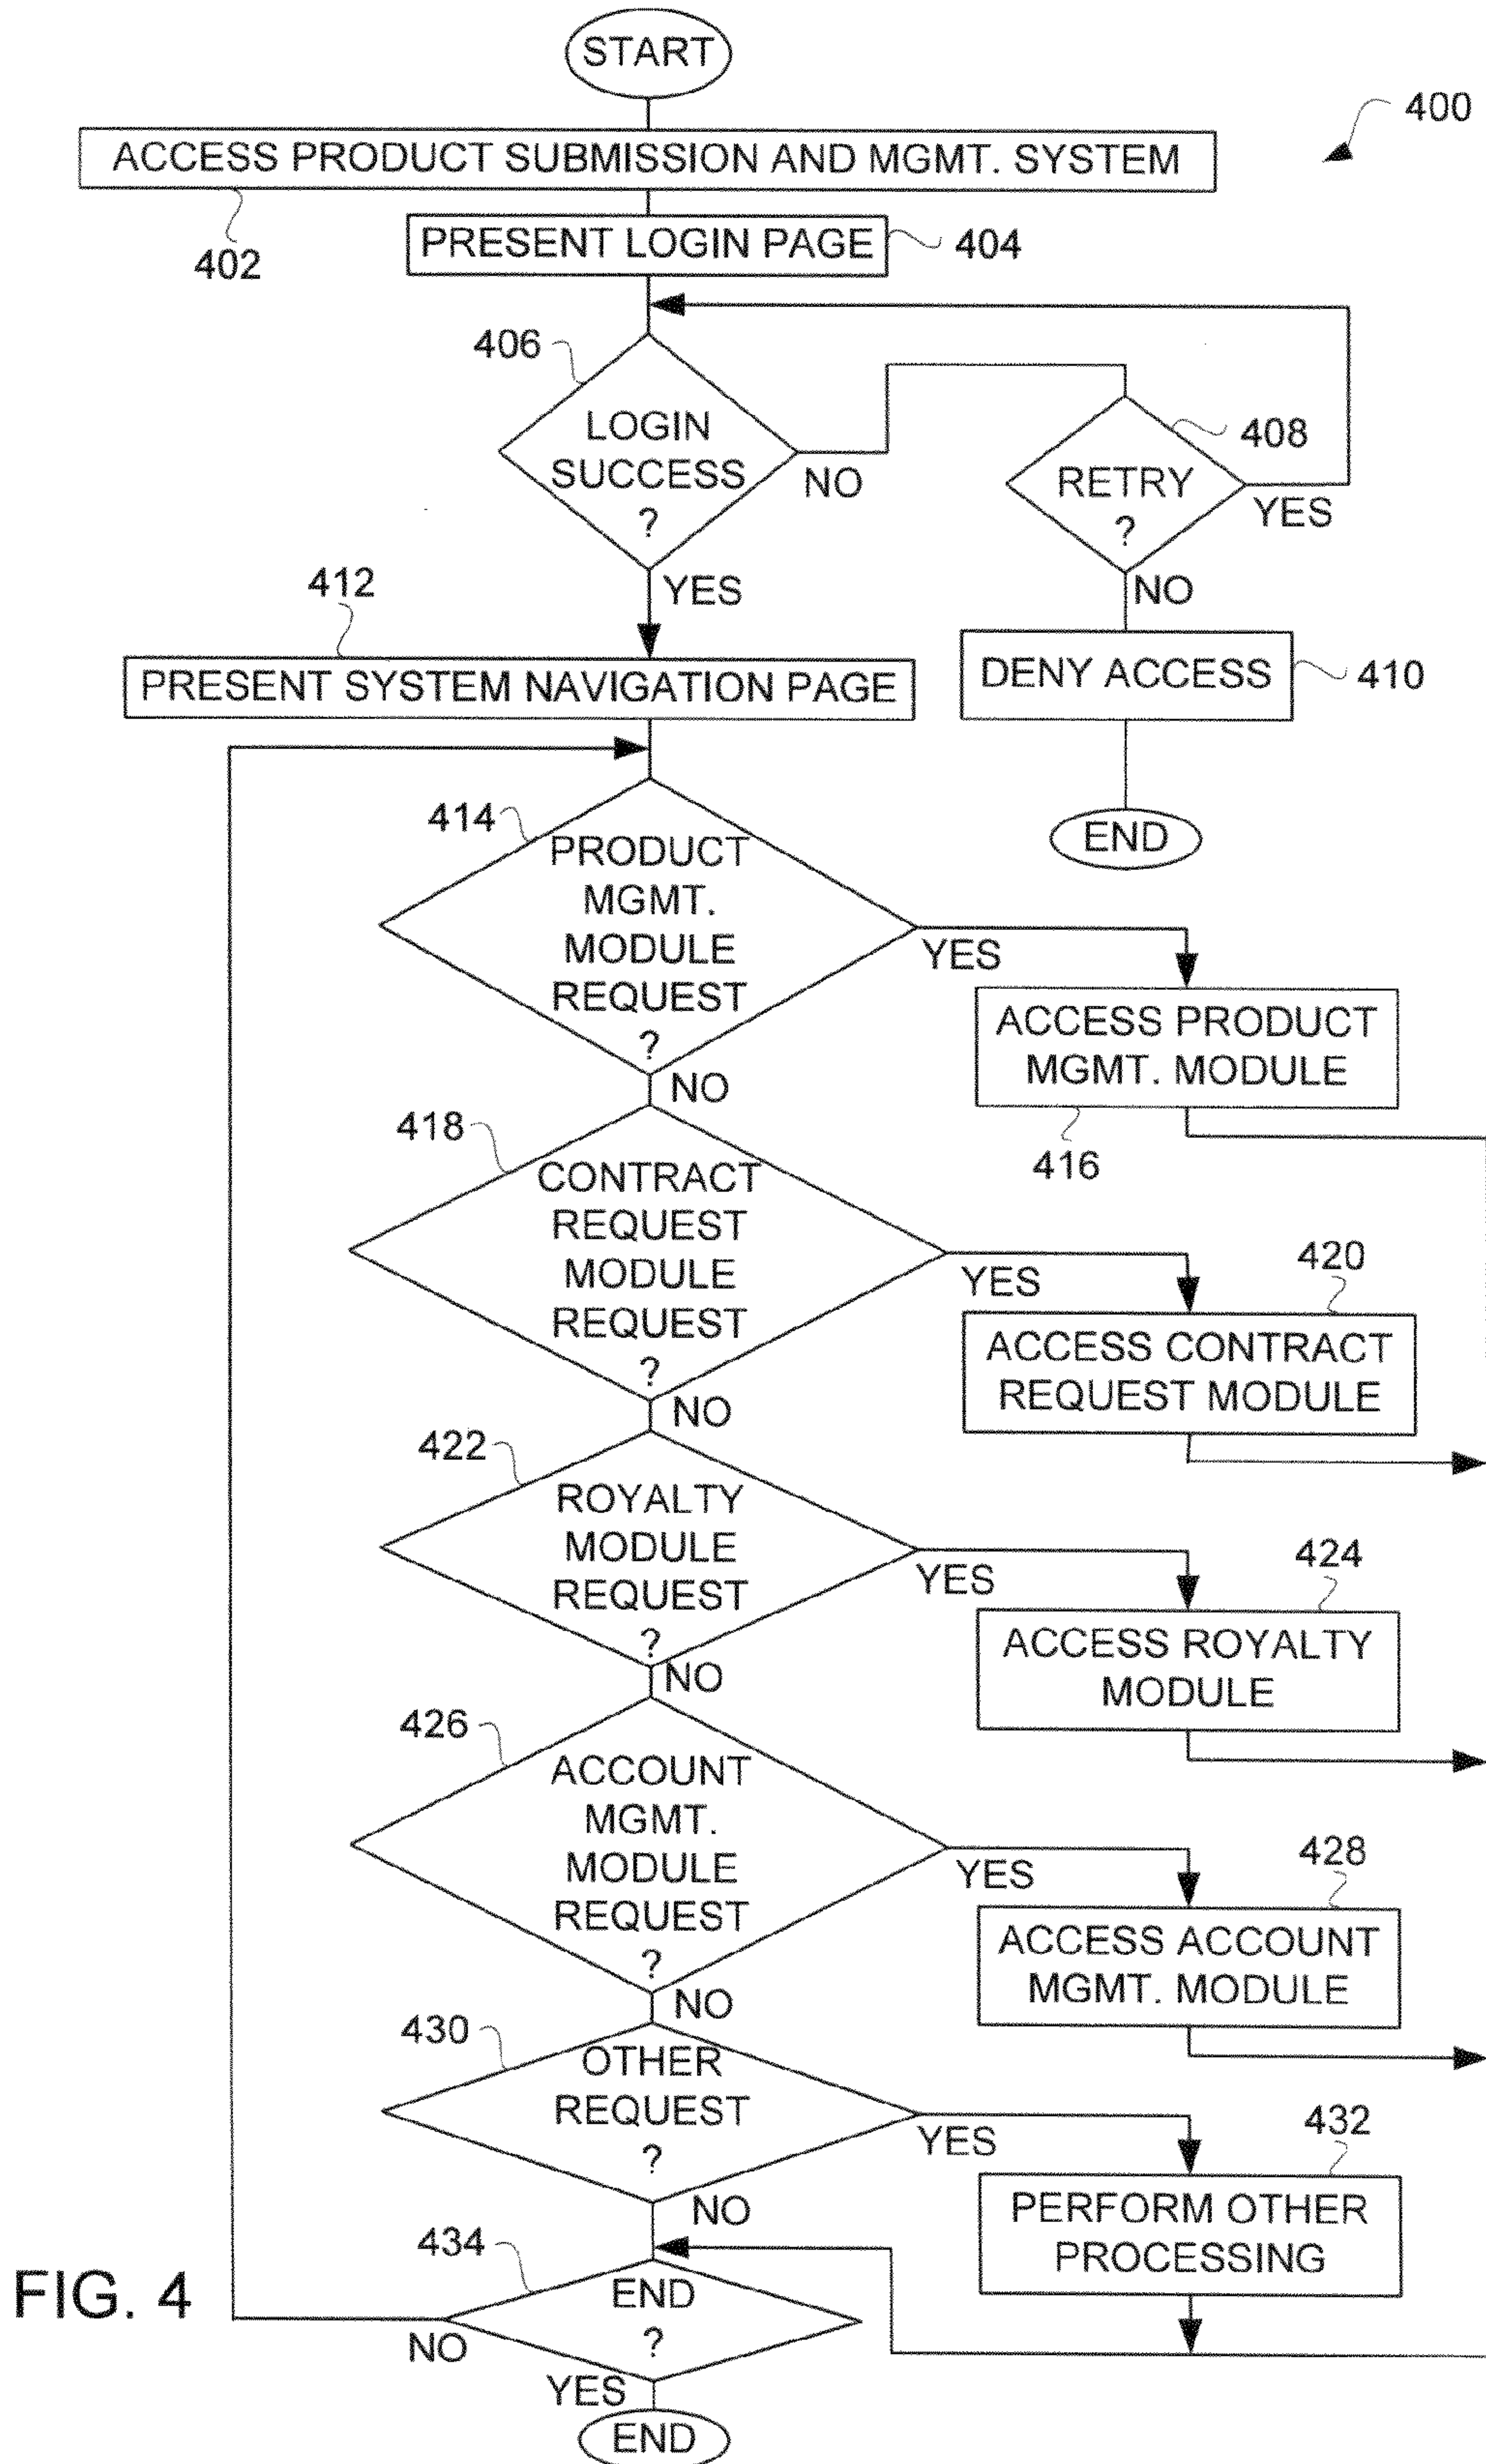 START
400
ACCESS PRODUCT SUBMISSION AND MGMT. SYSTEM
402
PRESENT LOGIN PAGE
404
406
LOGIN
SUCCESS
?
NO
YES
408
RETRY
?
YES
NO
DENY ACCESS
410
END
412
PRESENT SYSTEM NAVIGATION PAGE
414
PRODUCT
MGMT.
MODULE
REQUEST
?
YES
NO
ACCESS PRODUCT
MGMT. MODULE
416
418
CONTRACT
REQUEST
MODULE
REQUEST
?
YES
NO
420
ACCESS CONTRACT
REQUEST MODULE
422
ROYALTY
MODULE
REQUEST
?
YES
NO
424
ACCESS ROYALTY
MODULE
426
ACCOUNT
MGMT.
MODULE
REQUEST
?
YES
NO
428
ACCESS ACCOUNT
MGMT. MODULE
430
OTHER
REQUEST
?
YES
NO
432
PERFORM OTHER
PROCESSING
434
END
?
NO
YES
END
FIG. 4